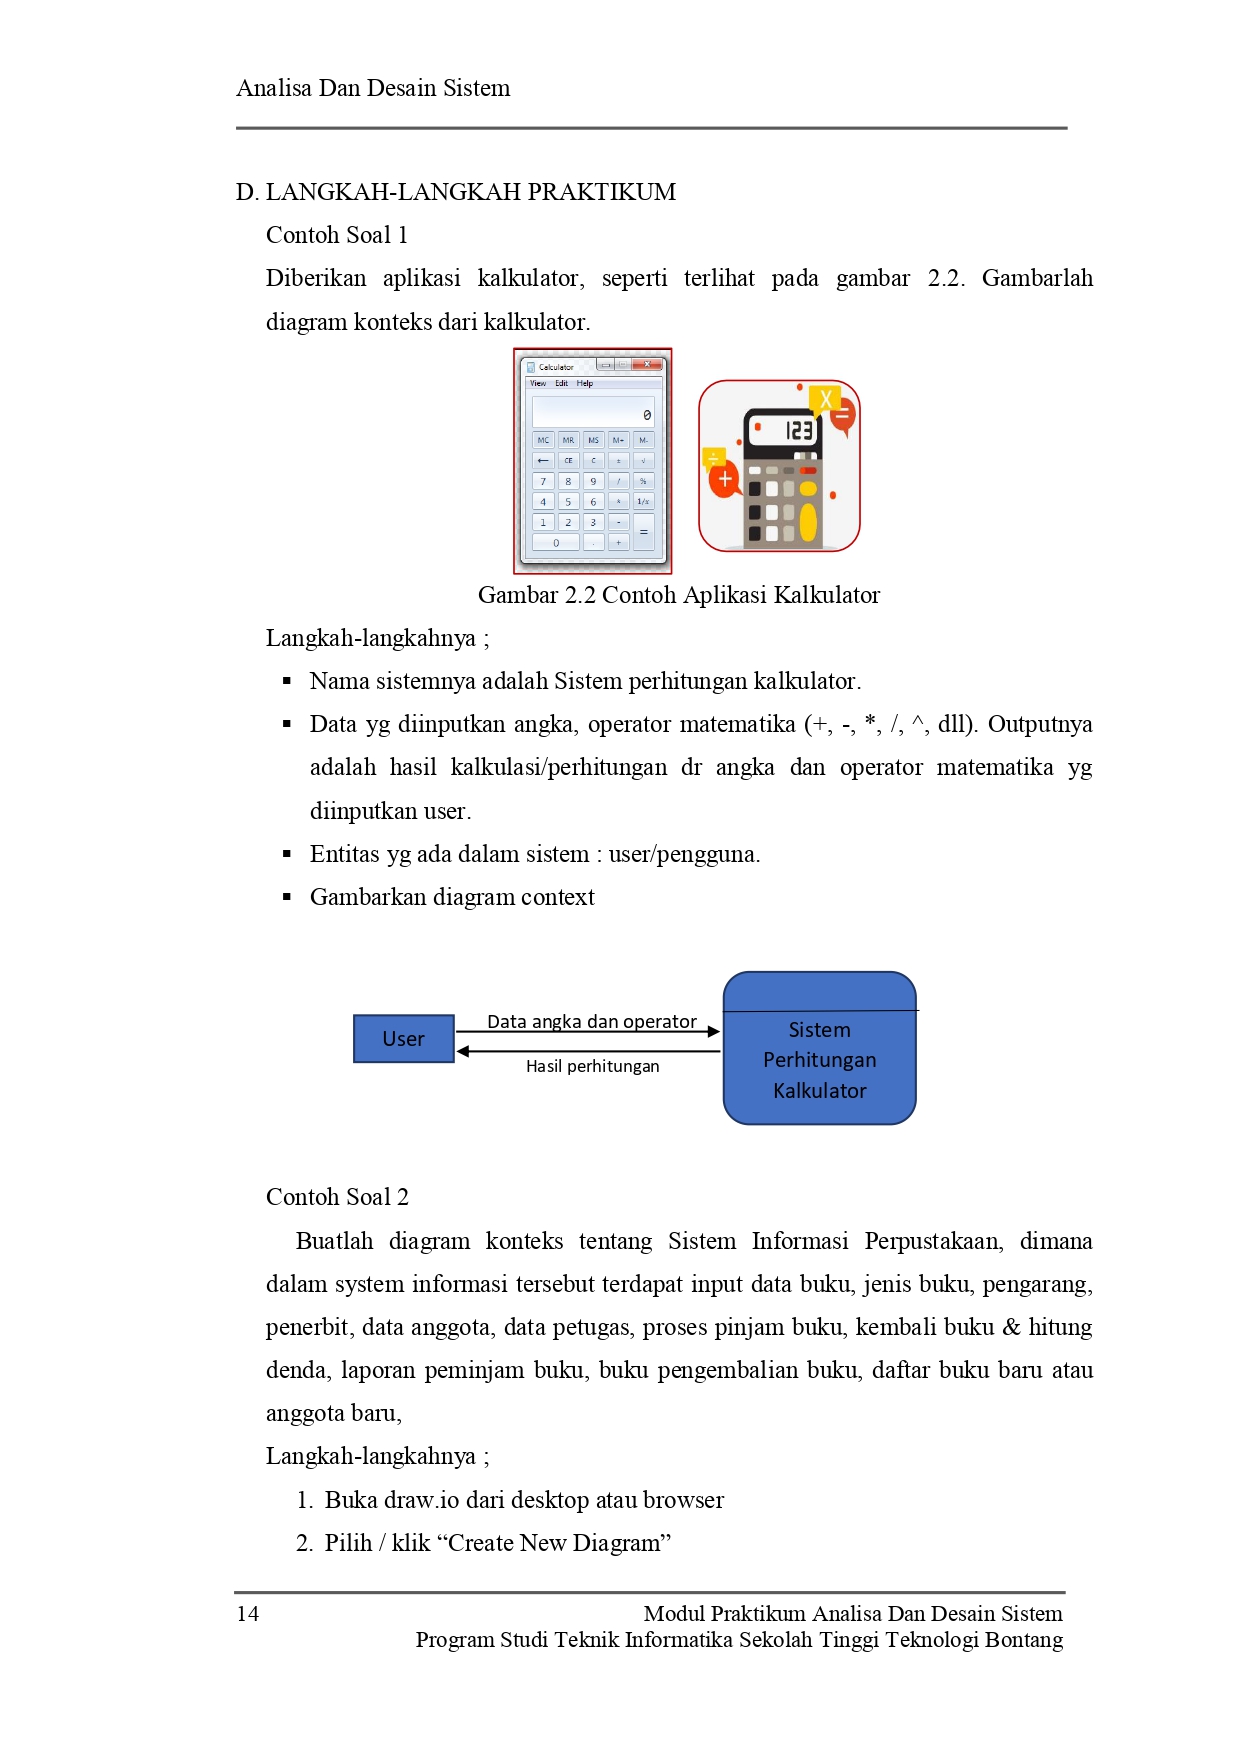 Analisa Dan Desain Sistem
D. LANGKAH-LANGKAH PRAKTIKUM
Contoh Soal 1
Diberikan aplikasi kalkulator, seperti terlihat pada gambar 2.2. Gambarlah
diagram konteks dari kalkulator.
Calculator
View Edit Help
0
MC MR MS M+ M-
← CE C ± √
7 8 9 / %
4 5 6 * 1/x
1 2 3 - =
0 . +
X
=
123
÷
+
Gambar 2.2 Contoh Aplikasi Kalkulator
Langkah-langkahnya ;
▪ Nama sistemnya adalah Sistem perhitungan kalkulator.
▪ Data yg diinputkan angka, operator matematika (+, -, *, /, ^, dll). Outputnya
adalah hasil kalkulasi/perhitungan dr angka dan operator matematika yg
diinputkan user.
▪ Entitas yg ada dalam sistem : user/pengguna.
▪ Gambarkan diagram context
User
Data angka dan operator
Hasil perhitungan
Sistem
Perhitungan
Kalkulator
Contoh Soal 2
Buatlah diagram konteks tentang Sistem Informasi Perpustakaan, dimana
dalam system informasi tersebut terdapat input data buku, jenis buku, pengarang,
penerbit, data anggota, data petugas, proses pinjam buku, kembali buku & hitung
denda, laporan peminjam buku, buku pengembalian buku, daftar buku baru atau
anggota baru,
Langkah-langkahnya ;
1. Buka draw.io dari desktop atau browser
2. Pilih / klik “Create New Diagram”
14
Modul Praktikum Analisa Dan Desain Sistem
Program Studi Teknik Informatika Sekolah Tinggi Teknologi Bontang